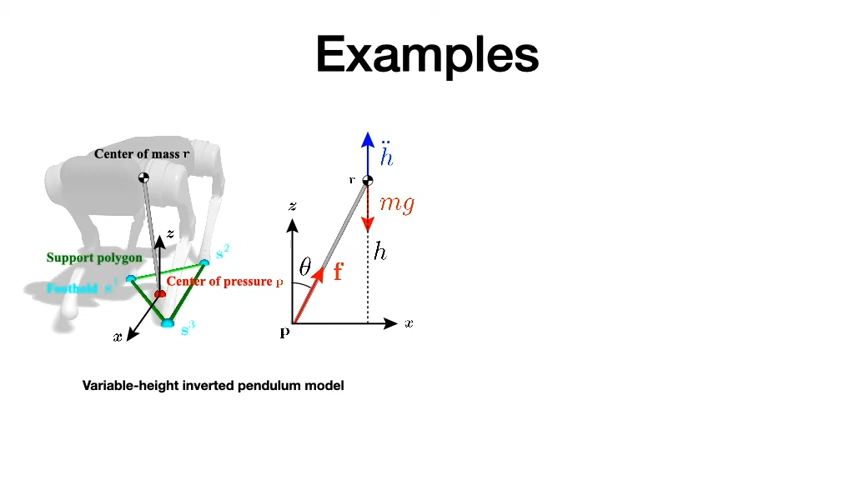 Examples
Center of mass r
z
s²
Support polygon
Center of pressure p
Foothold s¹
s³
x
ḧ
r
mg
z
h
θ
f
p
x
Variable-height inverted pendulum model